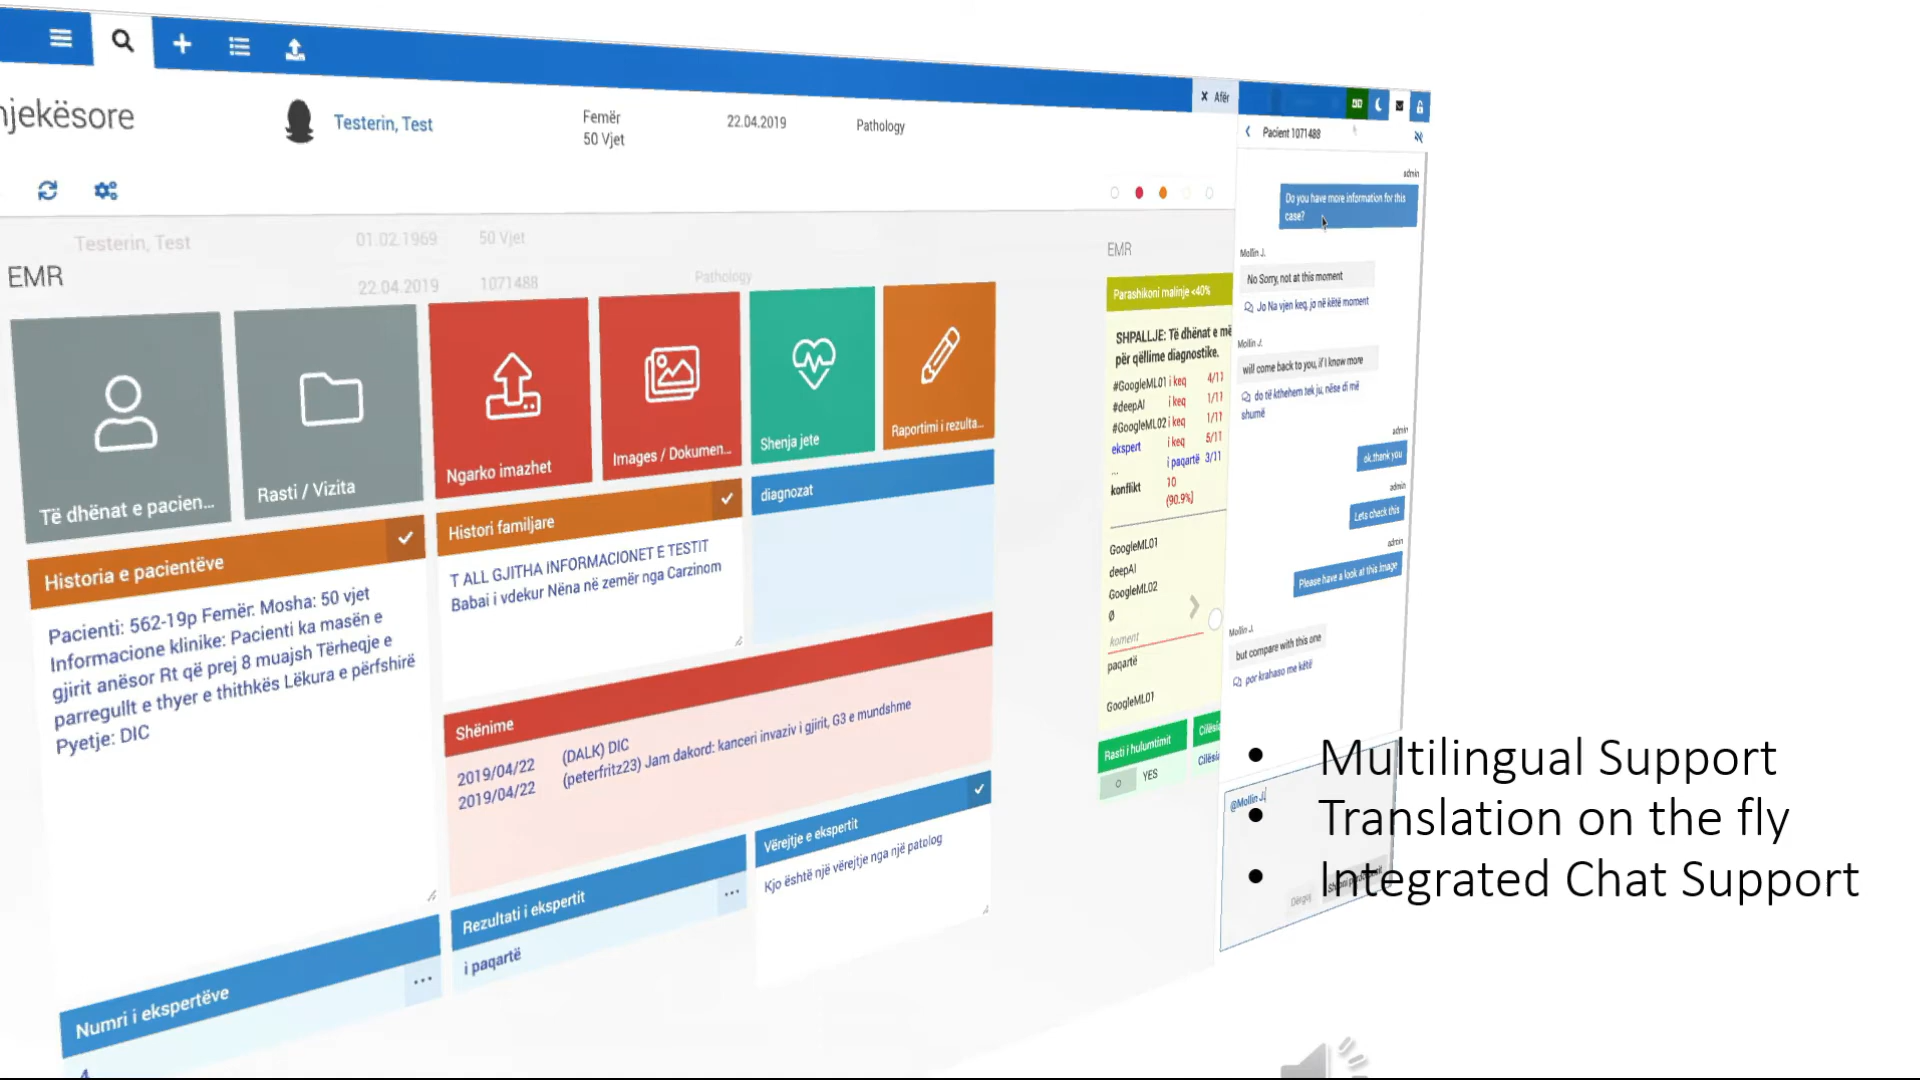 × Afër
njekësore
Testerin, Test
Femër
50 Vjet
22.04.2019
Pathology
Testerin, Test
01.02.1969
50 Vjet
22.04.2019
1071488
Pathology
EMR
Të dhënat e pacien...
Rasti / Vizita
Ngarko imazhet
Images / Dokumen...
Shenja jete
Raportimi i rezulta...
Historia e pacientëve
Pacienti: 562-19p Femër. Mosha: 50 vjet
Informacione klinike: Pacienti ka masën e
gjirit anësor Rt që prej 8 muajsh Tërheqje e
parregullt e thyer e thithkës Lëkura e përfshirë
Pyetje: DIC
Histori familjare
T ALL GJITHA INFORMACIONET E TESTIT
Babai i vdekur Nëna në zemër nga Carzinom
diagnozat
Shënime
2019/04/22 (DALK) DIC
2019/04/22 (peterfritz23) Jam dakord: kanceri invaziv i gjirit, G3 e mundshme
Numri i ekspertëve
4
Rezultati i ekspertit
i paqartë
Vërejtje e ekspertit
Kjo është një vërejtje nga një patolog
EMR
Parashikoni malinje <40%
SHPALLJE: Të dhënat e më
për qëllime diagnostike.
#GoogleML01 i keq 4/11
#deepAI i keq 1/11
#GoogleML02 i keq 1/11
ekspert i keq 5/11
... i paqartë 3/11
konflikt 10
(90.9%)
GoogleML01
deepAI
GoogleML02
Ø
koment
paqartë
GoogleML01
Rasti i hulumtimit
YES
Cilësi
Cilësi
Pacient 1071488
admin
Do you have more information for this
case?
Mollin J.
No Sorry, not at this moment
Jo Na vjen keq, jo në këtë moment
Mollin J.
will come back to you, if I know more
do të kthehem tek ju, nëse di më
shumë
admin
ok.thank you
admin
Lets check this
admin
Please have a look at this Image
Mollin J.
but compare with this one
por krahaso me këtë
@Mollin J.
Dërgoj
• Multilingual Support
• Translation on the fly
• Integrated Chat Support